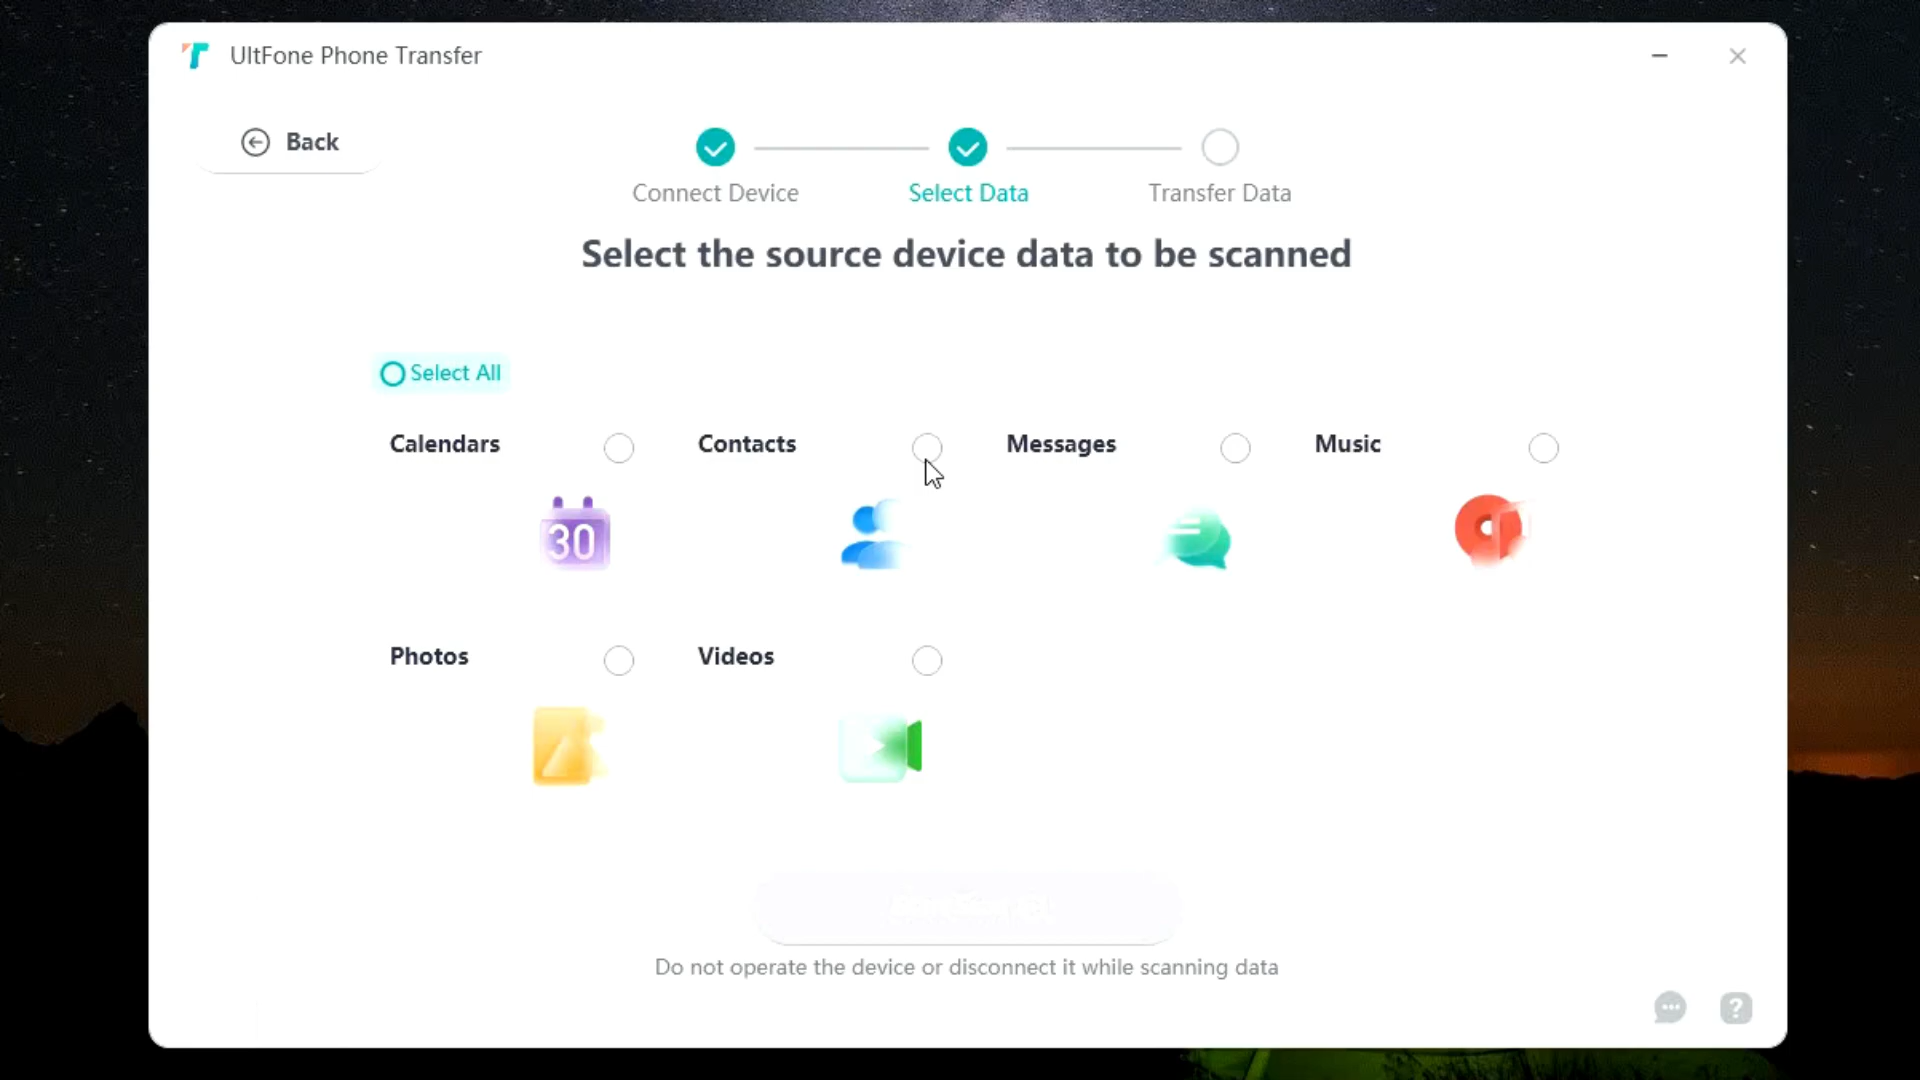 UltFone Phone Transfer
Back
Connect Device
Select Data
Transfer Data
Select the source device data to be scanned
Select All
Calendars
Contacts
Messages
Music
30
Photos
Videos
Do not operate the device or disconnect it while scanning data
?